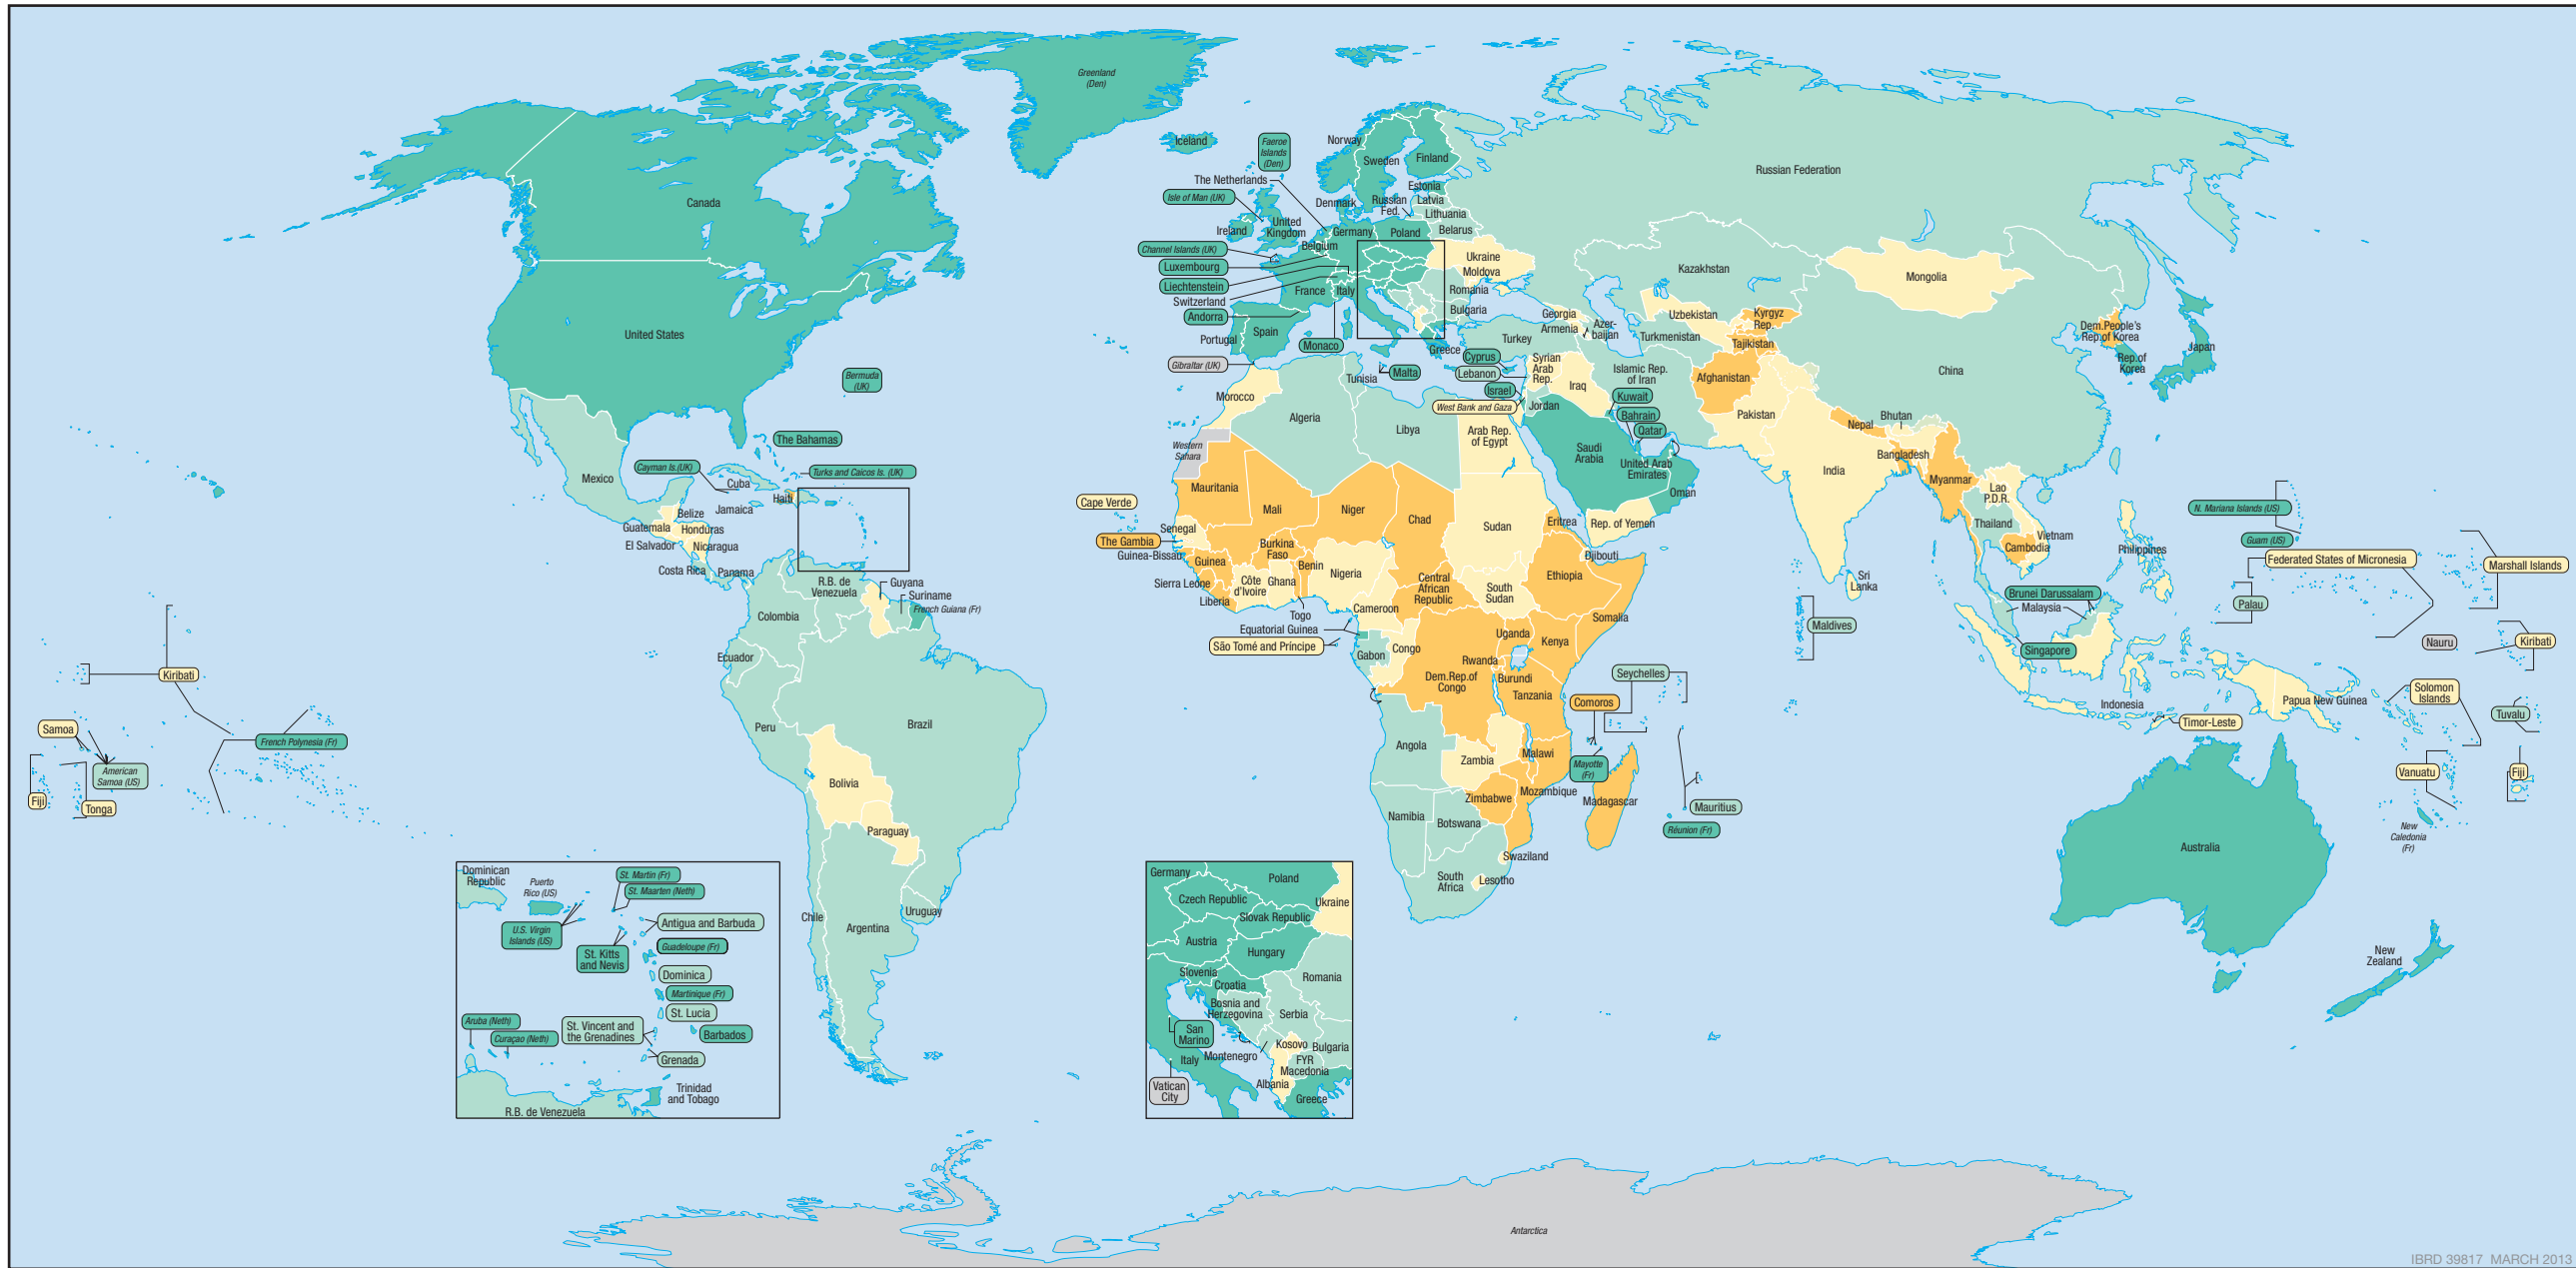 Greenland
(Den)
Iceland
Faeroe
Islands
(Den)
Norway
Sweden
Finland
Russian Federation
Canada
The Netherlands
Isle of Man (UK)
Estonia
Latvia
Denmark
Russian
Fed.
Lithuania
United
Kingdom
Ireland
Germany
Poland
Belarus
Channel Islands (UK)
Belgium
Luxembourg
Ukraine
Moldova
Kazakhstan
Mongolia
Liechtenstein
France
Italy
Romania
Switzerland
Bulgaria
Andorra
United States
Spain
Portugal
Monaco
Georgia
Armenia
Azer-
baijan
Uzbekistan
Kyrgyz
Rep.
Turkey
Turkmenistan
Tajikistan
Dem.People's
Rep.of Korea
Japan
Rep.of
Korea
Greece
Cyprus
Gibraltar (UK)
Bermuda
(UK)
Tunisia
Malta
Lebanon
Syrian
Arab
Rep.
Iraq
Islamic Rep.
of Iran
Afghanistan
China
Israel
Kuwait
Morocco
West Bank and Gaza
Jordan
Bahrain
Pakistan
Bhutan
Nepal
Algeria
Libya
Arab Rep.
of Egypt
Qatar
The Bahamas
Western
Sahara
Saudi
Arabia
United Arab
Emirates
Bangladesh
India
Myanmar
Lao
P.D.R.
Mexico
Cayman Is.(UK)
Turks and Caicos Is. (UK)
Cuba
Haiti
Oman
Mauritania
Mali
Niger
Chad
Sudan
Eritrea
Rep. of Yemen
Cape Verde
Thailand
Vietnam
Cambodia
Philippines
N. Mariana Islands (US)
Guam (US)
Belize
Jamaica
Guatemala
Honduras
El Salvador
Nicaragua
Costa Rica
Panama
Senegal
The Gambia
Guinea-Bissau
Guinea
Burkina
Faso
Benin
Nigeria
Djibouti
Ethiopia
Sierra Leone
Côte
d'Ivoire
Ghana
Liberia
Togo
Central
African
Republic
South
Sudan
Sri
Lanka
Federated States of Micronesia
Marshall Islands
Brunei Darussalam
Malaysia
Palau
R.B. de
Venezuela
Guyana
Suriname
French Guiana (Fr)
Colombia
Cameroon
Equatorial Guinea
São Tomé and Príncipe
Gabon
Congo
Somalia
Uganda
Kenya
Maldives
Singapore
Nauru
Kiribati
Ecuador
Rwanda
Burundi
Dem.Rep.of
Congo
Tanzania
Seychelles
Comoros
Kiribati
Samoa
French Polynesia (Fr)
American
Samoa (US)
Fiji
Tonga
Peru
Brazil
Indonesia
Papua New Guinea
Solomon
Islands
Timor-Leste
Tuvalu
Angola
Zambia
Malawi
Mayotte
(Fr)
Bolivia
Vanuatu
Fiji
Zimbabwe
Mozambique
Madagascar
Mauritius
Namibia
Botswana
Réunion (Fr)
New
Caledonia
(Fr)
Paraguay
Swaziland
Australia
South
Africa
Lesotho
Chile
Uruguay
Argentina
New
Zealand
Dominican
Republic
Puerto
Rico (US)
St. Martin (Fr)
St. Maarten (Neth)
U.S. Virgin
Islands (US)
Antigua and Barbuda
St. Kitts
and Nevis
Guadeloupe (Fr)
Dominica
Martinique (Fr)
St. Lucia
Aruba (Neth)
Curaçao (Neth)
St. Vincent and
the Grenadines
Barbados
Grenada
Trinidad
and Tobago
R.B. de Venezuela
Germany
Poland
Czech Republic
Ukraine
Slovak Republic
Austria
Hungary
Slovenia
Croatia
Romania
Bosnia and
Herzegovina
Serbia
San
Marino
Italy
Montenegro
Kosovo
Bulgaria
FYR
Macedonia
Albania
Vatican
City
Greece
Antarctica
IBRD 39817 MARCH 2013